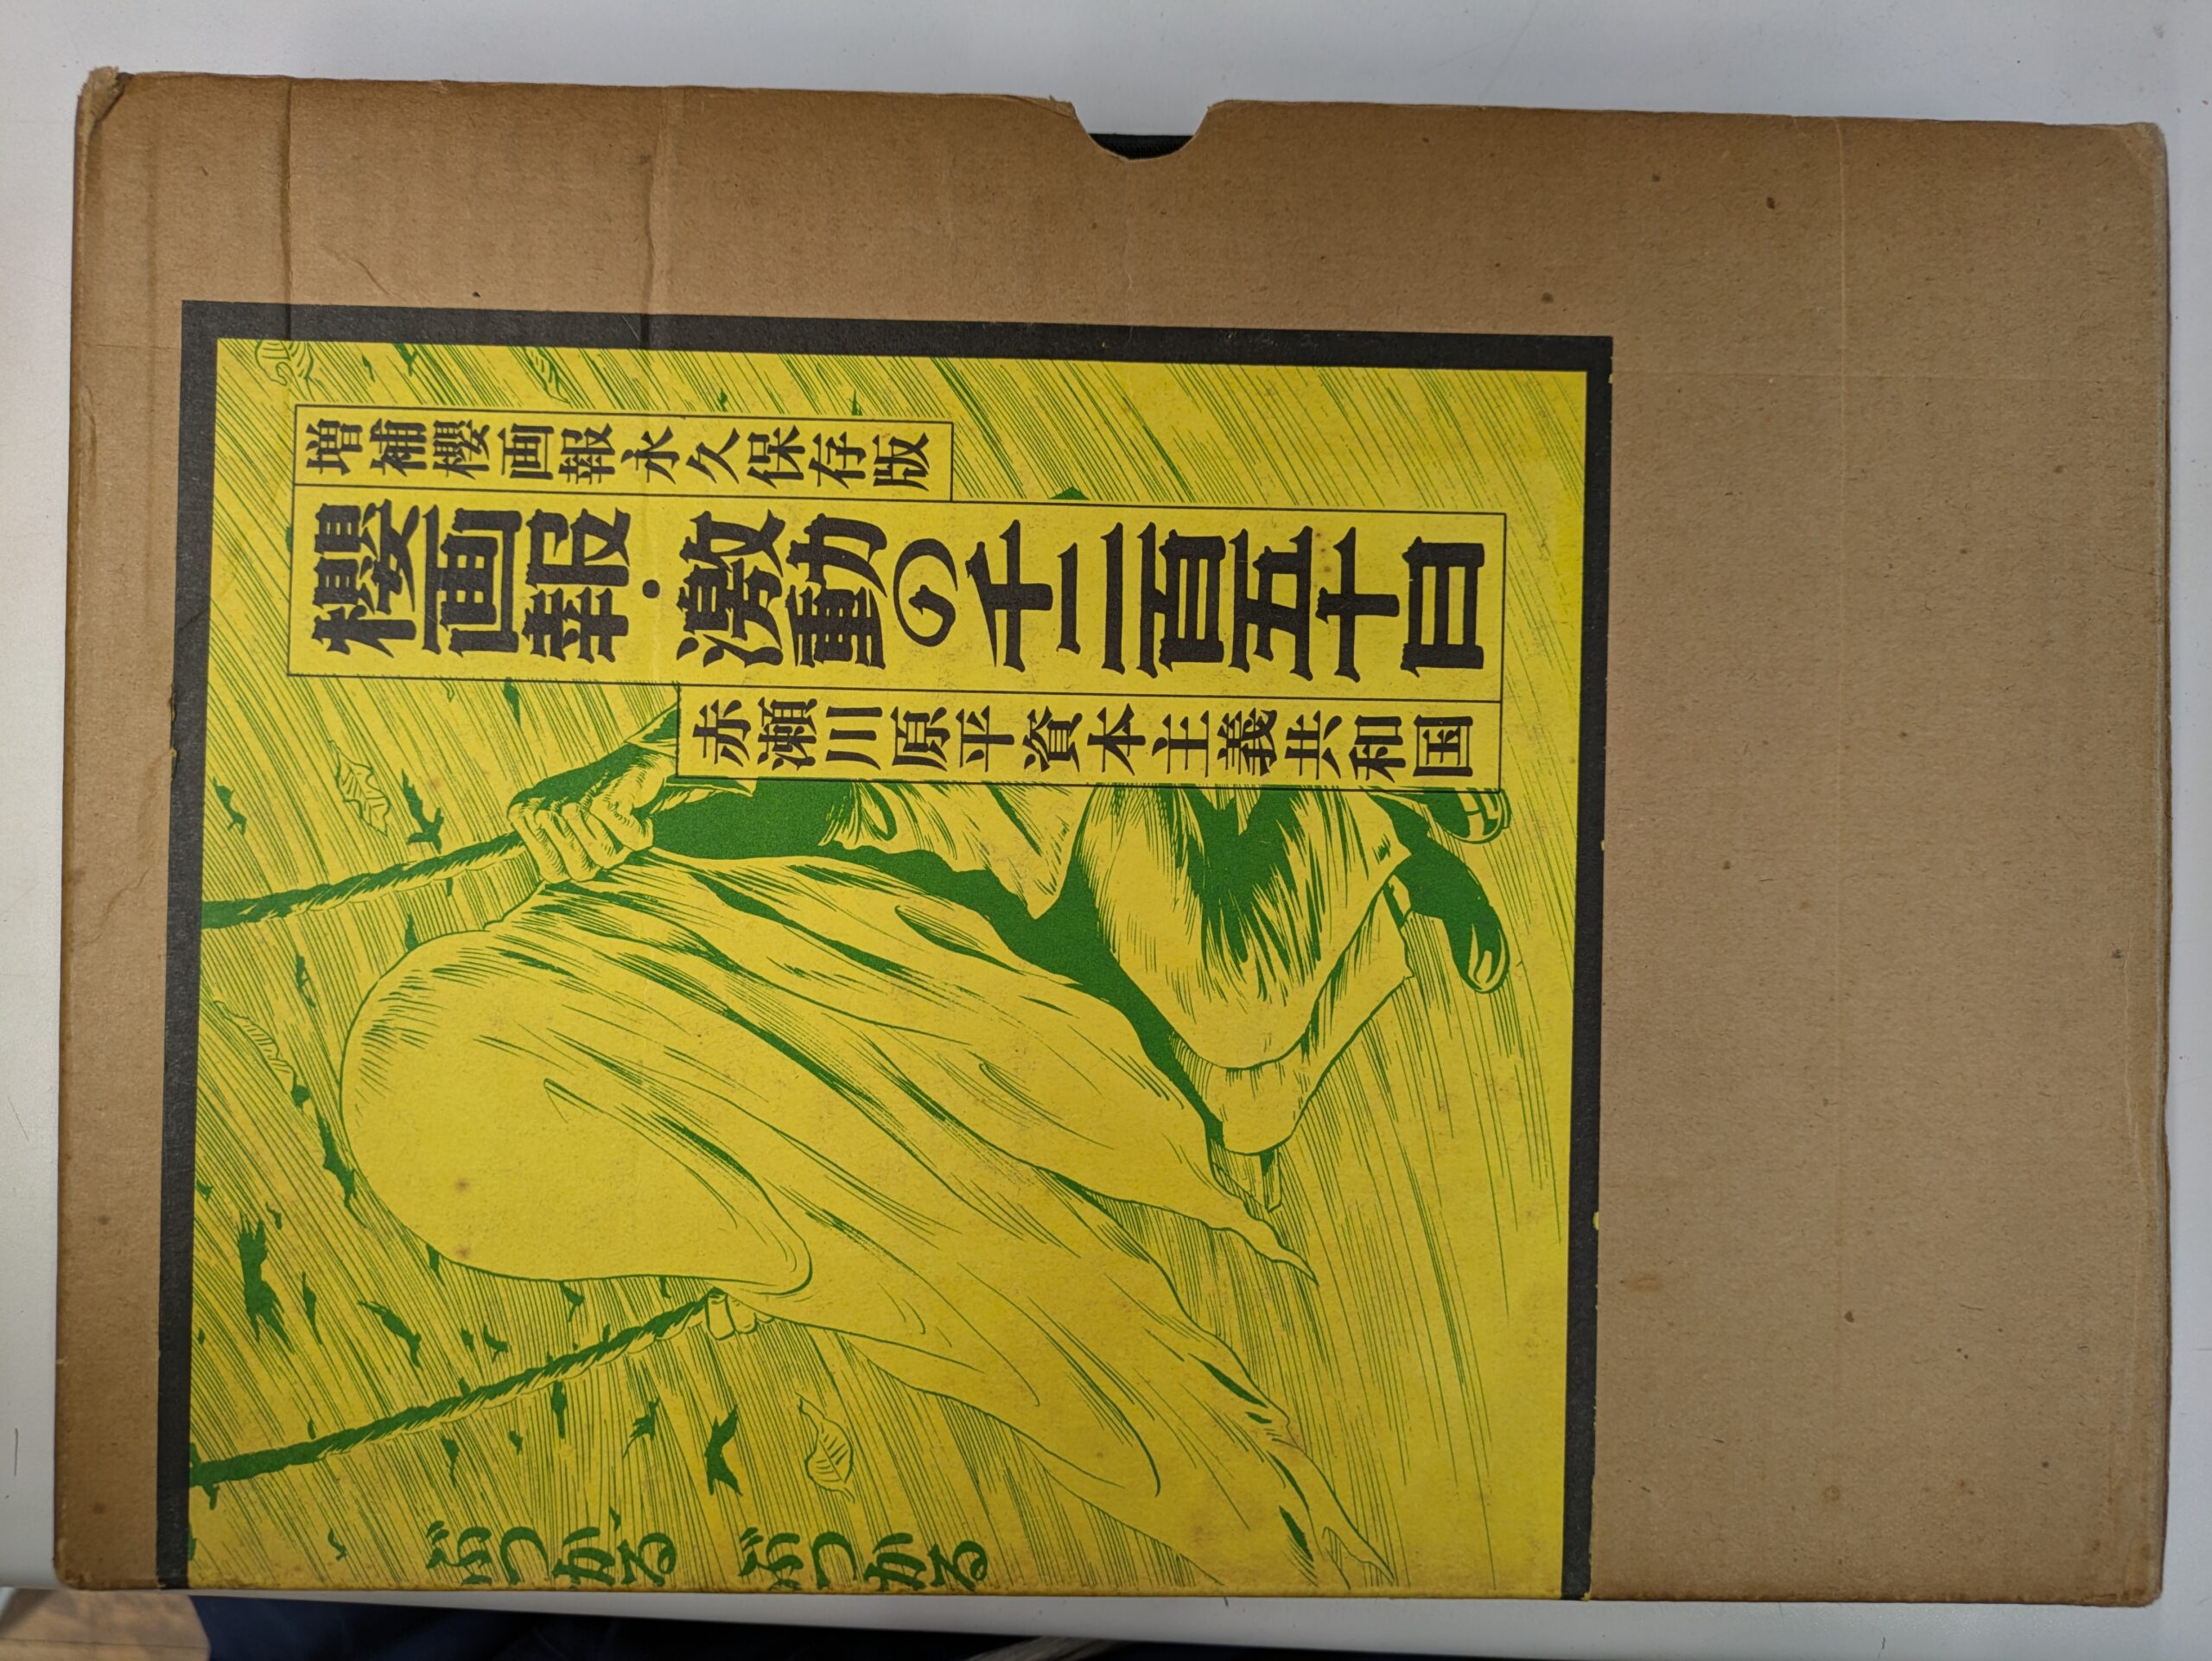 増補櫻画報永久保存版
櫻画報・激動の千二百五十日
赤瀬川原平資本主義共和国
ぶつかる
ぶつかる